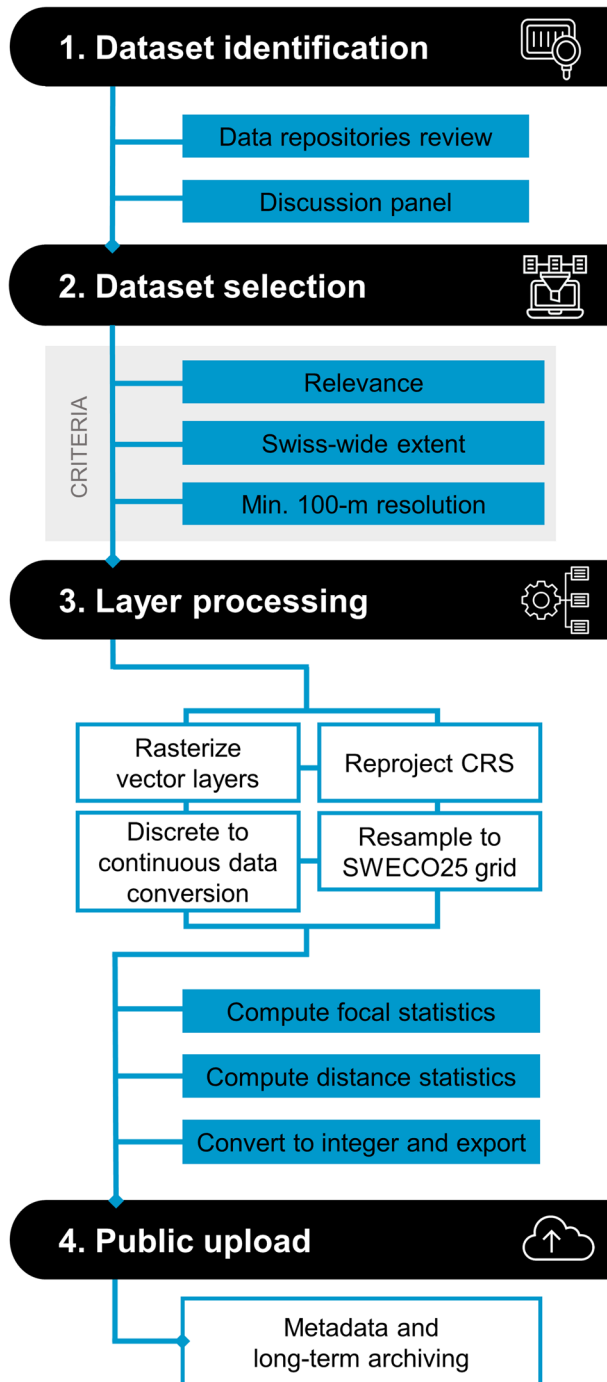 1. Dataset identification
Data repositories review
Discussion panel
2. Dataset selection
CRITERIA
Relevance
Swiss-wide extent
Min. 100-m resolution
3. Layer processing
Rasterize
vector layers
Reproject CRS
Discrete to
continuous data
conversion
Resample to
SWECO25 grid
Compute focal statistics
Compute distance statistics
Convert to integer and export
4. Public upload
Metadata and
long-term archiving